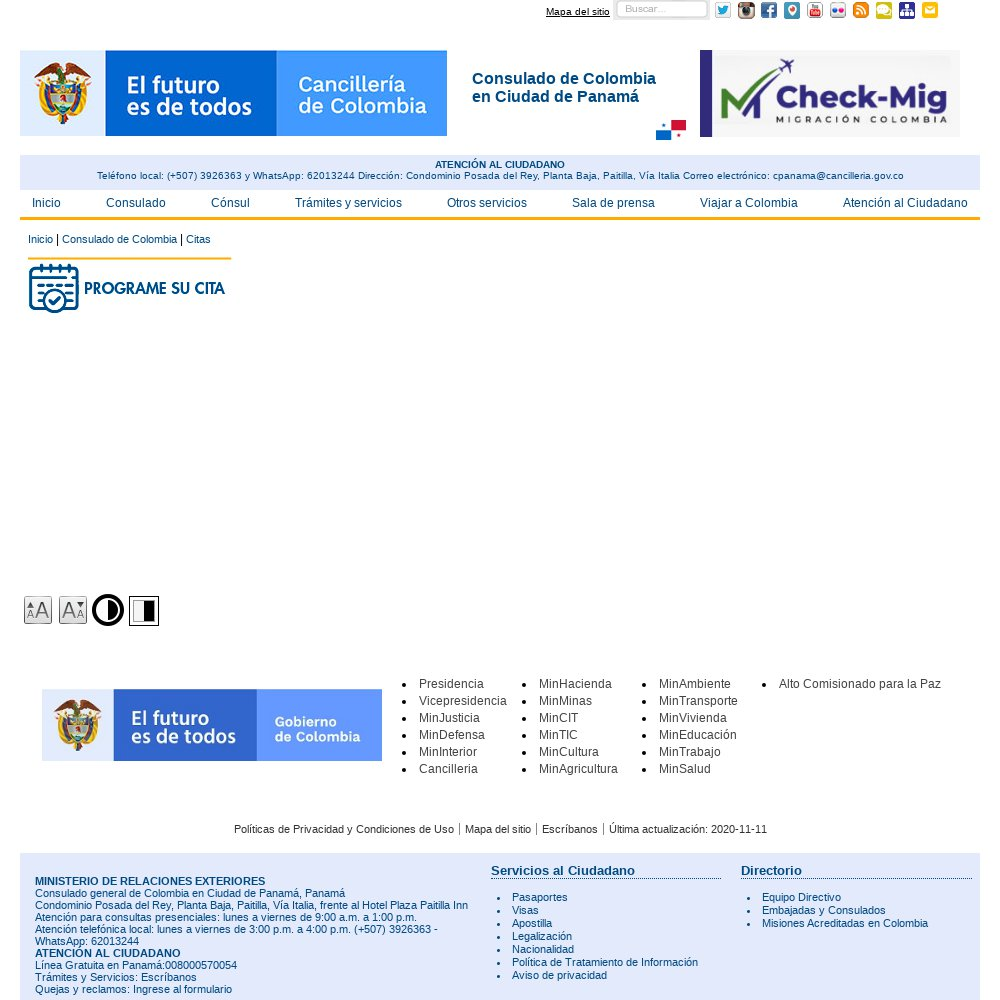 Mapa del sitio
Buscar...
El futuro
es de todos
Cancillería
de Colombia
Consulado de Colombia
en Ciudad de Panamá
Check-Mig
MIGRACIÓN COLOMBIA
ATENCIÓN AL CIUDADANO
Teléfono local: (+507) 3926363 y WhatsApp: 62013244 Dirección: Condominio Posada del Rey, Planta Baja, Paitilla, Vía Italia Correo electrónico: cpanama@cancilleria.gov.co
Inicio Consulado Cónsul Trámites y servicios Otros servicios Sala de prensa Viajar a Colombia Atención al Ciudadano
Inicio | Consulado de Colombia | Citas
PROGRAME SU CITA
AA AA
El futuro
es de todos
Gobierno
de Colombia
Presidencia
Vicepresidencia
MinJusticia
MinDefensa
MinInterior
Cancilleria
MinHacienda
MinMinas
MinCIT
MinTIC
MinCultura
MinAgricultura
MinAmbiente
MinTransporte
MinVivienda
MinEducación
MinTrabajo
MinSalud
Alto Comisionado para la Paz
Políticas de Privacidad y Condiciones de Uso | Mapa del sitio | Escríbanos | Última actualización: 2020-11-11
MINISTERIO DE RELACIONES EXTERIORES
Consulado general de Colombia en Ciudad de Panamá, Panamá
Condominio Posada del Rey, Planta Baja, Paitilla, Vía Italia, frente al Hotel Plaza Paitilla Inn
Atención para consultas presenciales: lunes a viernes de 9:00 a.m. a 1:00 p.m.
Atención telefónica local: lunes a viernes de 3:00 p.m. a 4:00 p.m. (+507) 3926363 -
WhatsApp: 62013244
ATENCIÓN AL CIUDADANO
Línea Gratuita en Panamá:008000570054
Trámites y Servicios: Escríbanos
Quejas y reclamos: Ingrese al formulario
Servicios al Ciudadano
Pasaportes
Visas
Apostilla
Legalización
Nacionalidad
Política de Tratamiento de Información
Aviso de privacidad
Directorio
Equipo Directivo
Embajadas y Consulados
Misiones Acreditadas en Colombia